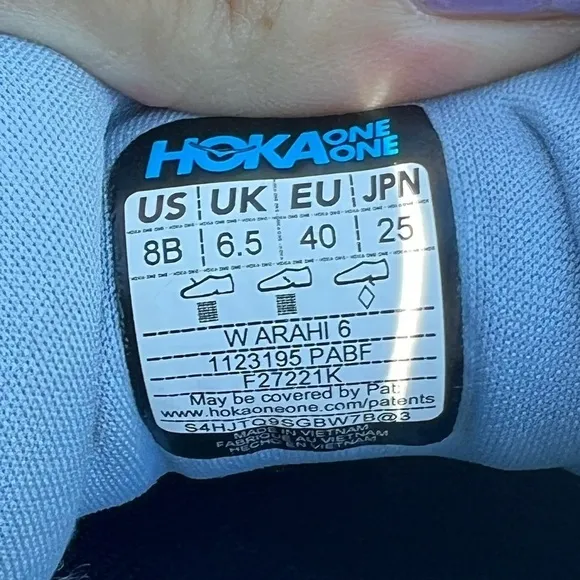 HOKA ONE ONE
US UK EU JPN
8B 6.5 40 25
W ARAHI 6
1123195 PABF
F27221K
May be covered by Pat:
www.hokaoneone.com/patents
S4HJTQ9SGBW7B@3
MADE IN VIETNAM
FABRIQUE AU VIETNAM
HECHO EN VIETNAM